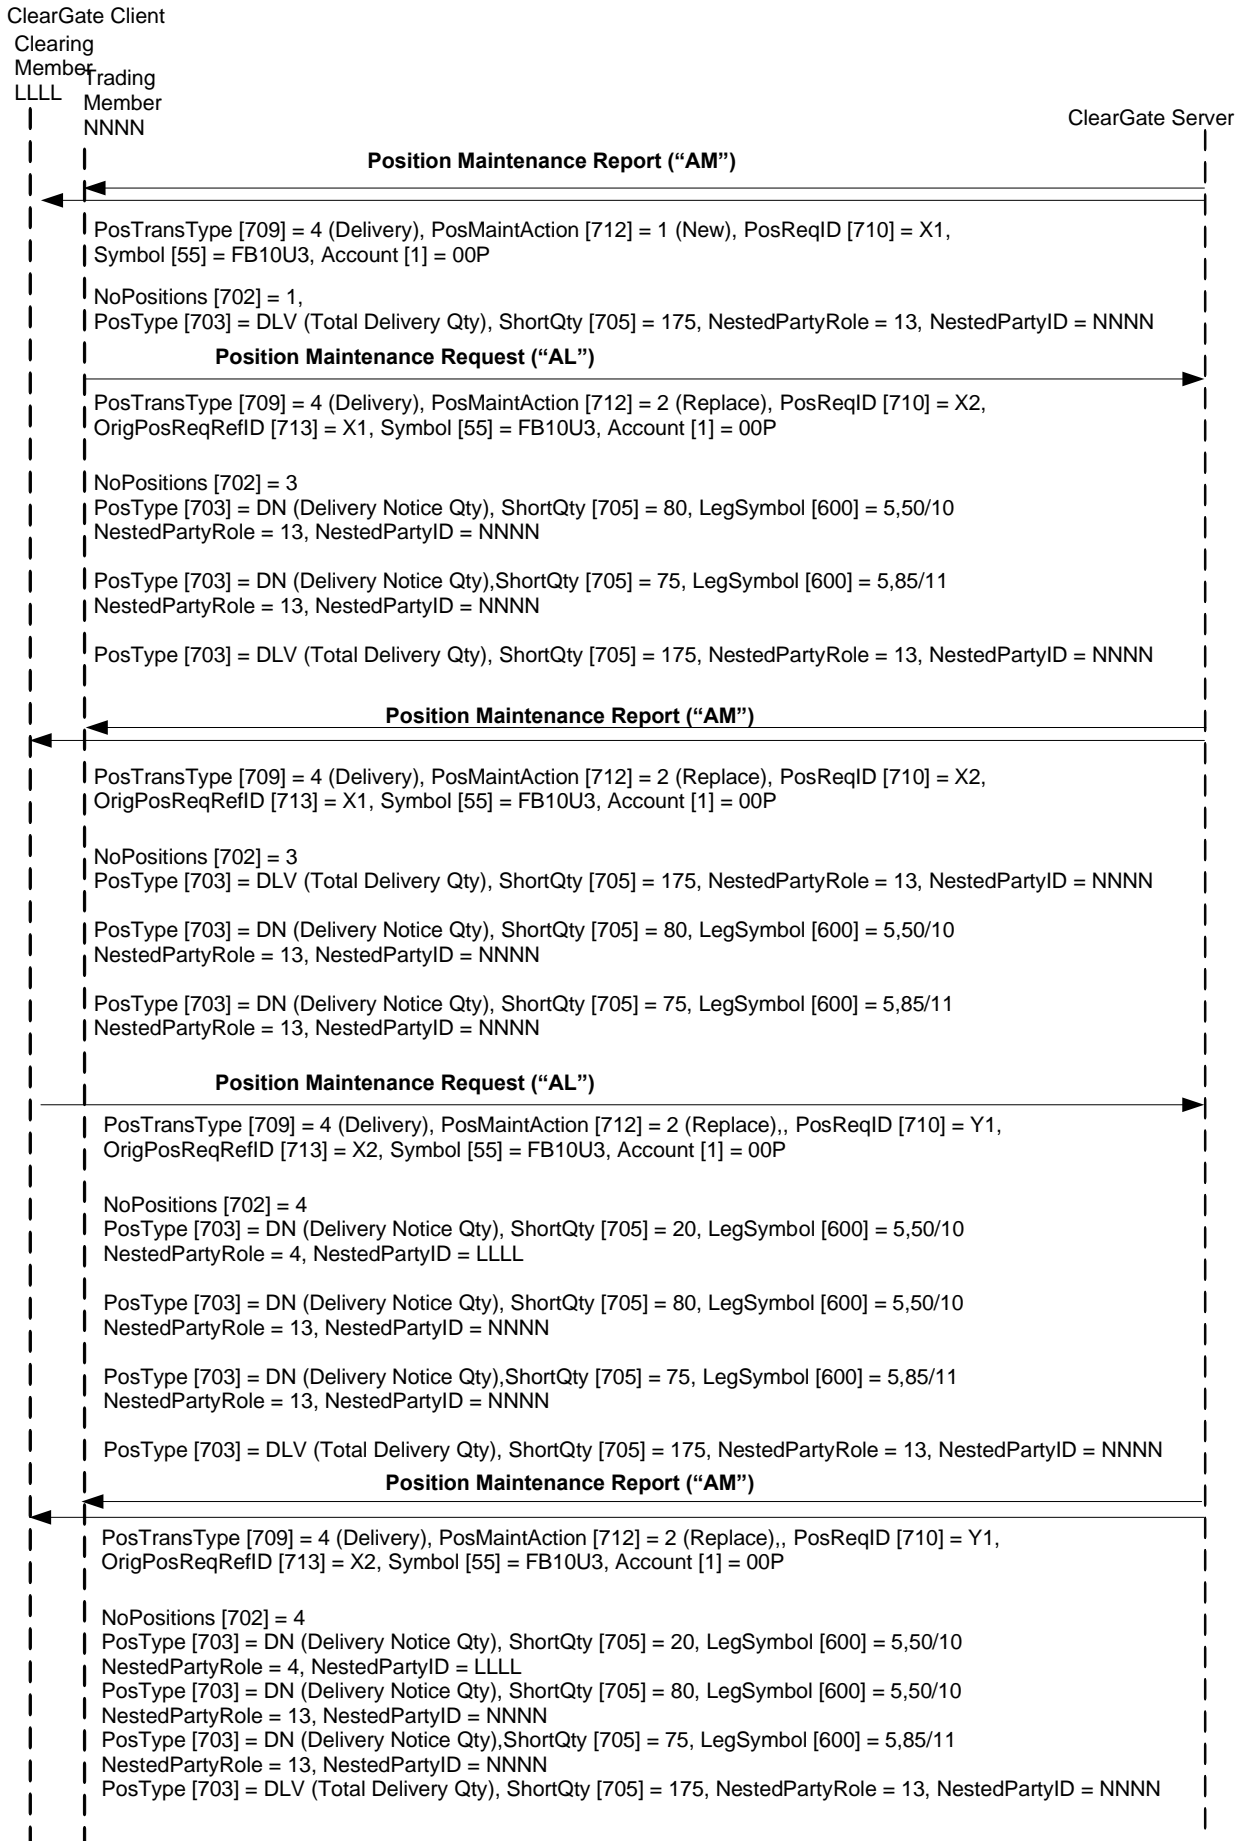 ClearGate Client
Clearing
Member
LLLL
Trading
Member
NNNN
ClearGate Server
Position Maintenance Report (“AM”)
PosTransType [709] = 4 (Delivery), PosMaintAction [712] = 1 (New), PosReqID [710] = X1,
Symbol [55] = FB10U3, Account [1] = 00P
NoPositions [702] = 1,
PosType [703] = DLV (Total Delivery Qty), ShortQty [705] = 175, NestedPartyRole = 13, NestedPartyID = NNNN
Position Maintenance Request (“AL”)
PosTransType [709] = 4 (Delivery), PosMaintAction [712] = 2 (Replace), PosReqID [710] = X2,
OrigPosReqRefID [713] = X1, Symbol [55] = FB10U3, Account [1] = 00P
NoPositions [702] = 3
PosType [703] = DN (Delivery Notice Qty), ShortQty [705] = 80, LegSymbol [600] = 5,50/10
NestedPartyRole = 13, NestedPartyID = NNNN
PosType [703] = DN (Delivery Notice Qty),ShortQty [705] = 75, LegSymbol [600] = 5,85/11
NestedPartyRole = 13, NestedPartyID = NNNN
PosType [703] = DLV (Total Delivery Qty), ShortQty [705] = 175, NestedPartyRole = 13, NestedPartyID = NNNN
Position Maintenance Report (“AM”)
PosTransType [709] = 4 (Delivery), PosMaintAction [712] = 2 (Replace), PosReqID [710] = X2,
OrigPosReqRefID [713] = X1, Symbol [55] = FB10U3, Account [1] = 00P
NoPositions [702] = 3
PosType [703] = DLV (Total Delivery Qty), ShortQty [705] = 175, NestedPartyRole = 13, NestedPartyID = NNNN
PosType [703] = DN (Delivery Notice Qty), ShortQty [705] = 80, LegSymbol [600] = 5,50/10
NestedPartyRole = 13, NestedPartyID = NNNN
PosType [703] = DN (Delivery Notice Qty), ShortQty [705] = 75, LegSymbol [600] = 5,85/11
NestedPartyRole = 13, NestedPartyID = NNNN
Position Maintenance Request (“AL”)
PosTransType [709] = 4 (Delivery), PosMaintAction [712] = 2 (Replace),, PosReqID [710] = Y1,
OrigPosReqRefID [713] = X2, Symbol [55] = FB10U3, Account [1] = 00P
NoPositions [702] = 4
PosType [703] = DN (Delivery Notice Qty), ShortQty [705] = 20, LegSymbol [600] = 5,50/10
NestedPartyRole = 4, NestedPartyID = LLLL
PosType [703] = DN (Delivery Notice Qty), ShortQty [705] = 80, LegSymbol [600] = 5,50/10
NestedPartyRole = 13, NestedPartyID = NNNN
PosType [703] = DN (Delivery Notice Qty),ShortQty [705] = 75, LegSymbol [600] = 5,85/11
NestedPartyRole = 13, NestedPartyID = NNNN
PosType [703] = DLV (Total Delivery Qty), ShortQty [705] = 175, NestedPartyRole = 13, NestedPartyID = NNNN
Position Maintenance Report (“AM”)
PosTransType [709] = 4 (Delivery), PosMaintAction [712] = 2 (Replace),, PosReqID [710] = Y1,
OrigPosReqRefID [713] = X2, Symbol [55] = FB10U3, Account [1] = 00P
NoPositions [702] = 4
PosType [703] = DN (Delivery Notice Qty), ShortQty [705] = 20, LegSymbol [600] = 5,50/10
NestedPartyRole = 4, NestedPartyID = LLLL
PosType [703] = DN (Delivery Notice Qty), ShortQty [705] = 80, LegSymbol [600] = 5,50/10
NestedPartyRole = 13, NestedPartyID = NNNN
PosType [703] = DN (Delivery Notice Qty),ShortQty [705] = 75, LegSymbol [600] = 5,85/11
NestedPartyRole = 13, NestedPartyID = NNNN
PosType [703] = DLV (Total Delivery Qty), ShortQty [705] = 175, NestedPartyRole = 13, NestedPartyID = NNNN